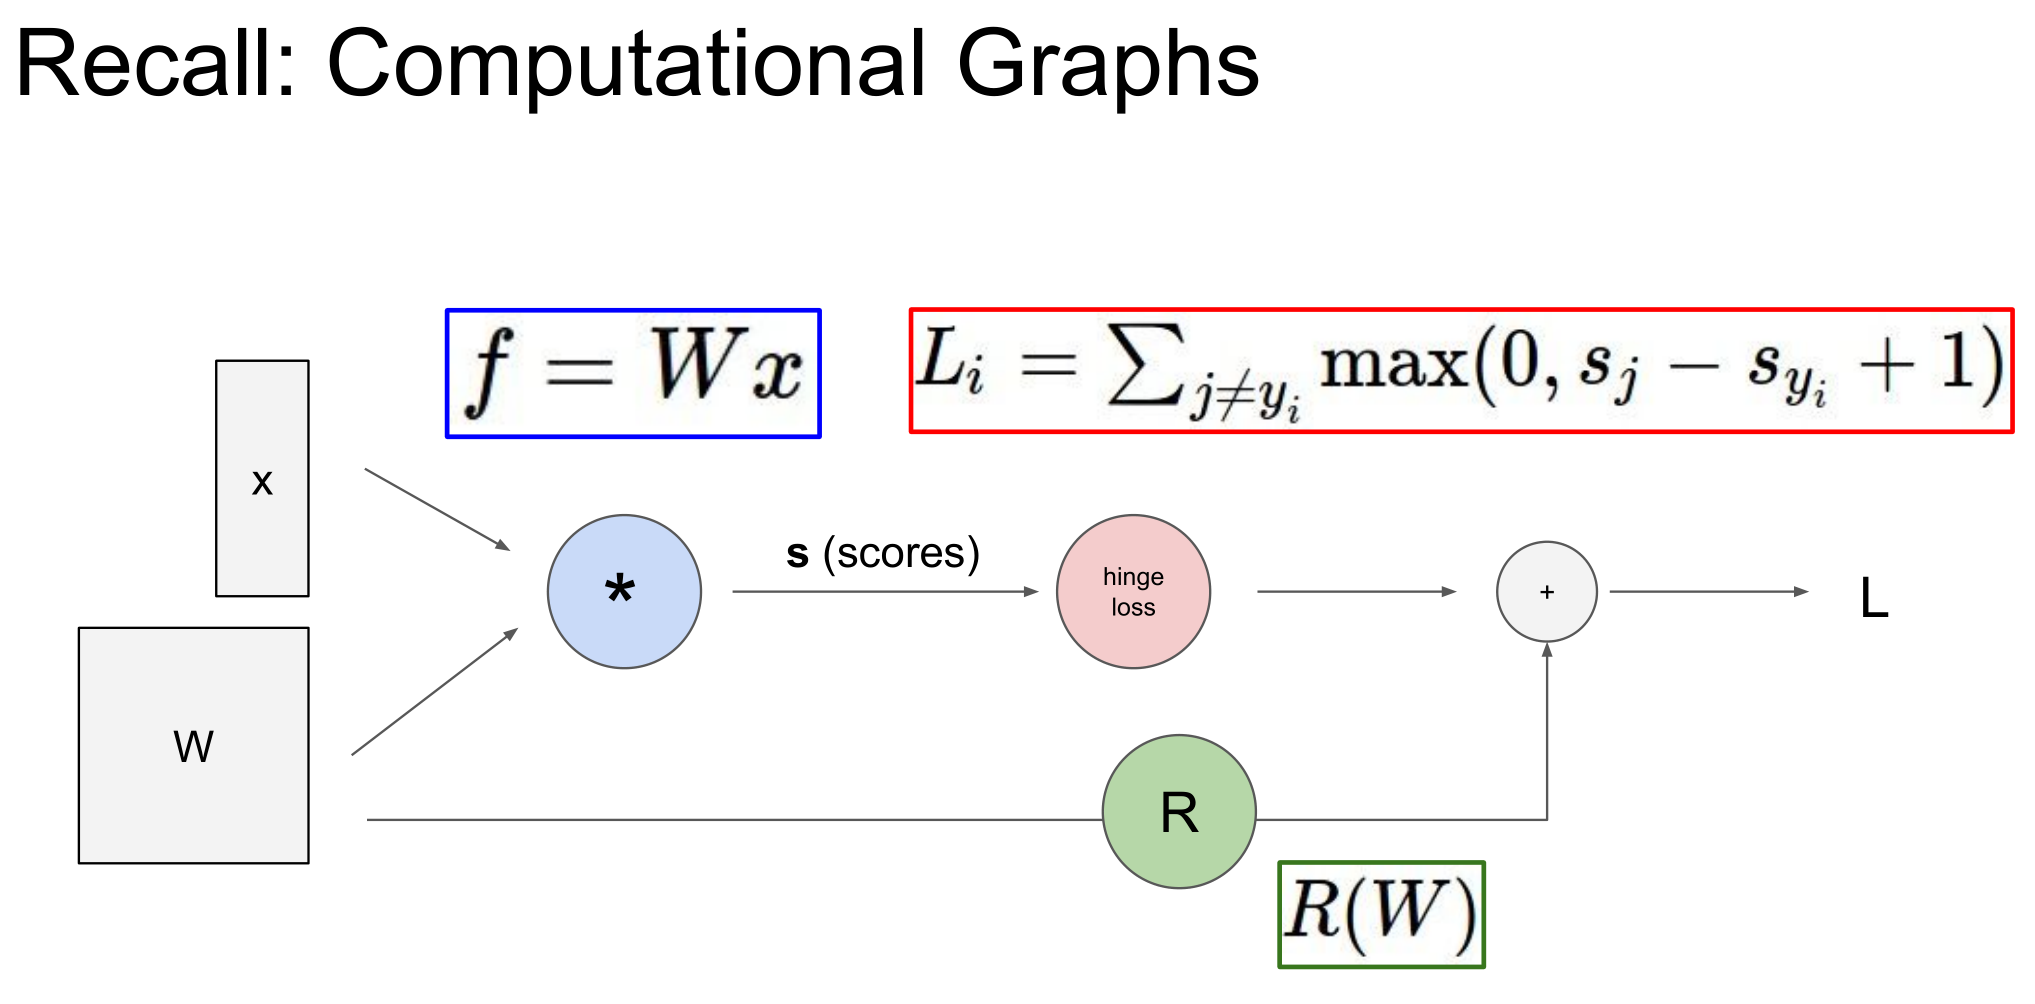 Recall: Computational Graphs
f = Wx
L_i = ∑_{j≠y_i} max(0, s_j − s_{y_i} + 1)
x
*
s (scores)
hinge
loss
+
L
W
R
R(W)